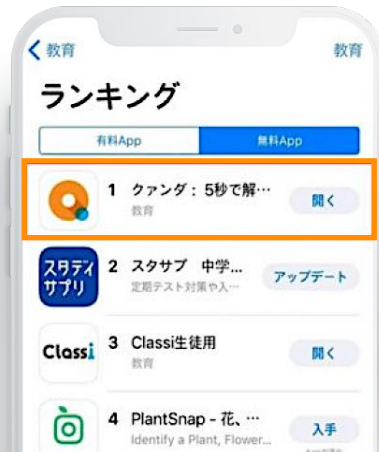 教育
教育
ランキング
有料App
無料App
1 クァンダ： 5秒で解…
教育
開く
スタディ
サプリ
2 スタサプ 中学...
定期テスト対策や入…
アップデート
Classi
3 Classi生徒用
教育
開く
4 PlantSnap - 花、…
Identify a Plant, Flower...
入手